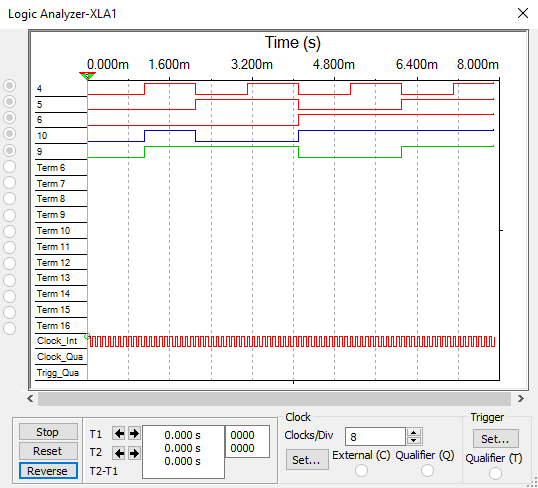 Logic Analyzer-XLA1
Time (s)
0.000m 1.600m 3.200m 4.800m 6.400m 8.000m
4
5
6
10
9
Term 6
Term 7
Term 8
Term 9
Term 10
Term 11
Term 12
Term 13
Term 14
Term 15
Term 16
Clock_Int
Clock_Qua
Trigg_Qua
Stop
Reset
Reverse
T1
T2
T2-T1
0.000 s
0.000 s
0.000 s
0000
0000
Clock
Clocks/Div 8
Set... External (C) Qualifier (Q)
Trigger
Set...
Qualifier (T)